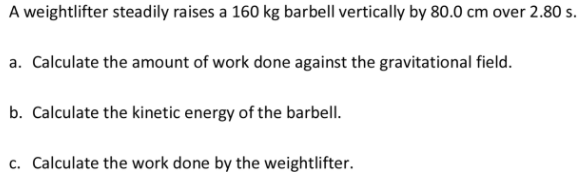 A weightlifter steadily raises a 160 kg barbell vertically by 80.0 cm over 2.80 s.
a. Calculate the amount of work done against the gravitational field.
b. Calculate the kinetic energy of the barbell.
c. Calculate the work done by the weightlifter.